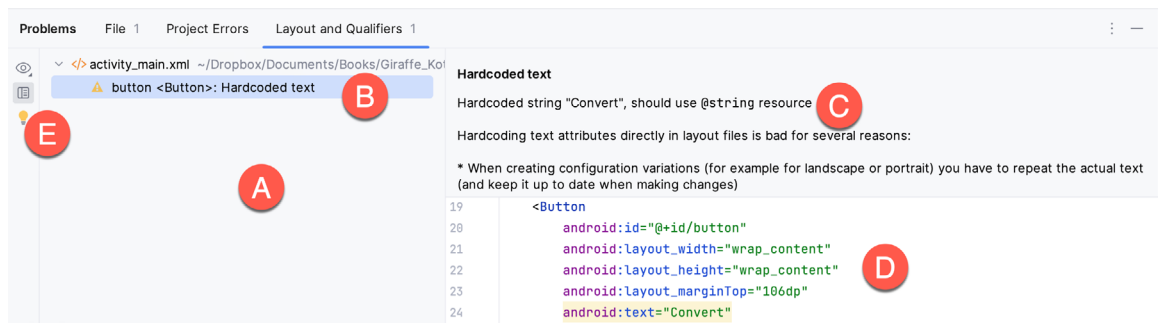 Problems File 1 Project Errors Layout and Qualifiers 1
</>activity_main.xml ~/Dropbox/Documents/Books/Giraffe_Kot
button <Button>: Hardcoded text
B
E
A
Hardcoded text
Hardcoded string "Convert", should use @string resource
C
Hardcoding text attributes directly in layout files is bad for several reasons:
* When creating configuration variations (for example for landscape or portrait) you have to repeat the actual text
(and keep it up to date when making changes)
19 <Button
20 android:id="@+id/button"
21 android:layout_width="wrap_content"
22 android:layout_height="wrap_content"
D
23 android:layout_marginTop="106dp"
24 android:text="Convert"